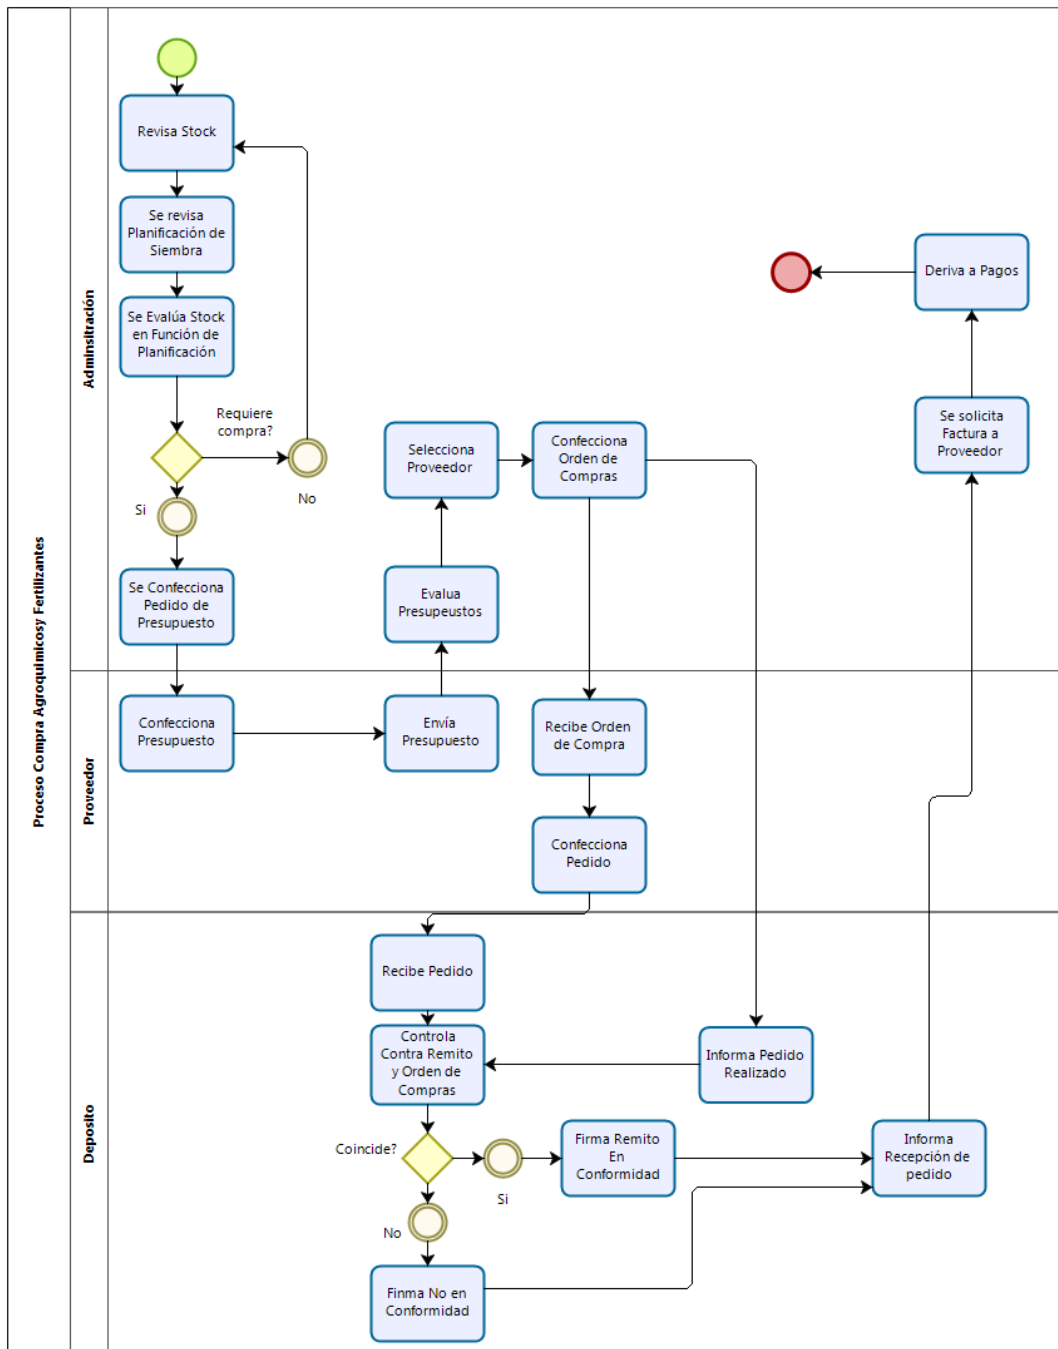 Proceso Compra Agroquimicosy Fertilizantes
Adminsitración
Revisa Stock
Se revisa
Planificación de
Siembra
Se Evalúa Stock
en Función de
Planificación
Requiere
compra?
No
Si
Se Confecciona
Pedido de
Presupuesto
Selecciona
Proveedor
Evalua
Presupeustos
Confecciona
Orden de
Compras
Deriva a Pagos
Se solicita
Factura a
Proveedor
Proveedor
Confecciona
Presupuesto
Envía
Presupuesto
Recibe Orden
de Compra
Confecciona
Pedido
Deposito
Recibe Pedido
Controla
Contra Remito
y Orden de
Compras
Informa Pedido
Realizado
Coincide?
Si
No
Firma Remito
En
Conformidad
Informa
Recepción de
pedido
Finma No en
Conformidad